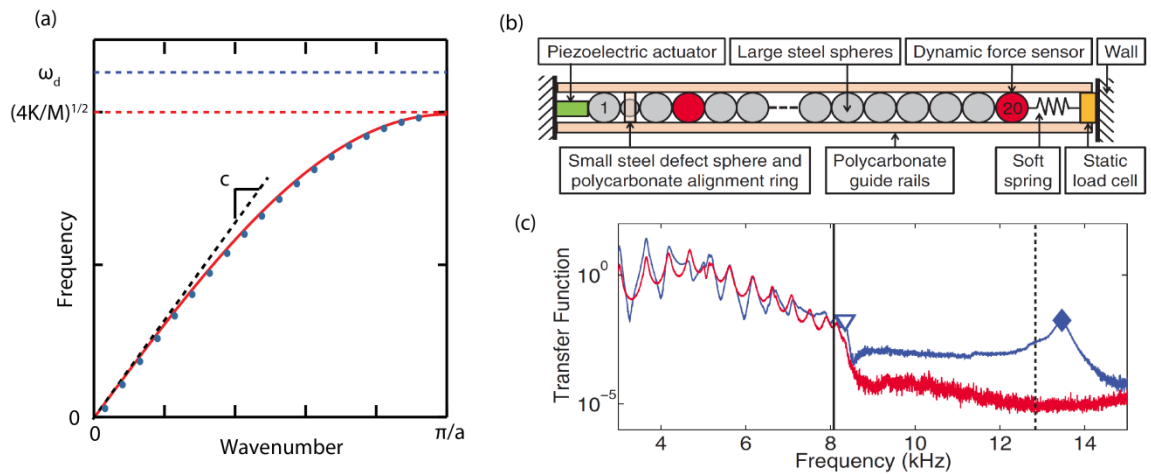 (a)
ω_d
(4K/M)^1/2
c
Frequency
0
0
Wavenumber
π/a
(b)
Piezoelectric actuator
Large steel spheres
Dynamic force sensor
Wall
1
20
Small steel defect sphere and
polycarbonate alignment ring
Polycarbonate
guide rails
Soft
spring
Static
load cell
(c)
Transfer Function
10^0
10^-5
4 6 8 10 12 14
Frequency (kHz)